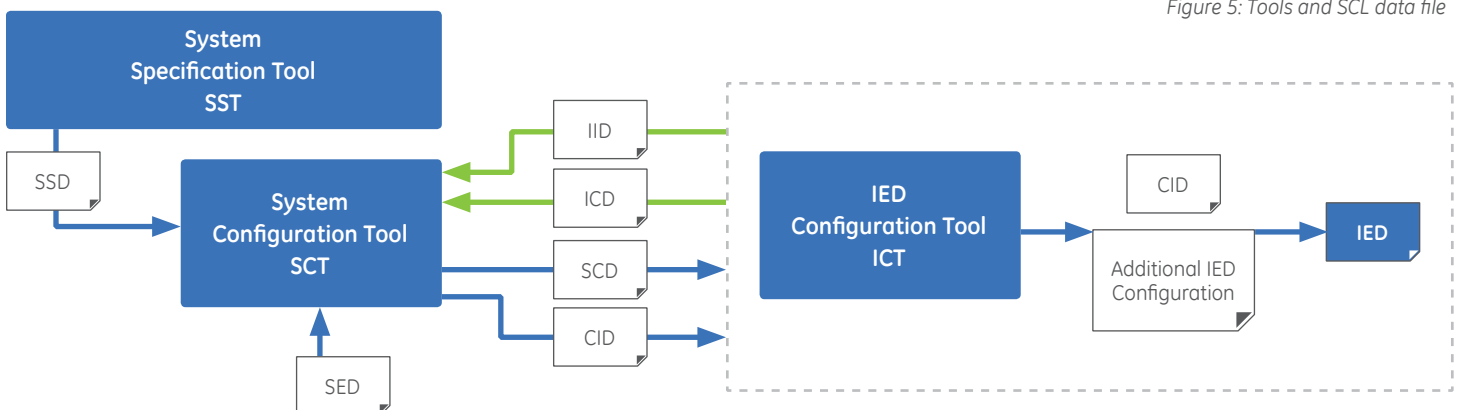 Figure 5: Tools and SCL data file
System
Specification Tool
SST
SSD
System
Configuration Tool
SCT
SED
IID
ICD
SCD
CID
IED
Configuration Tool
ICT
CID
Additional IED
Configuration
IED